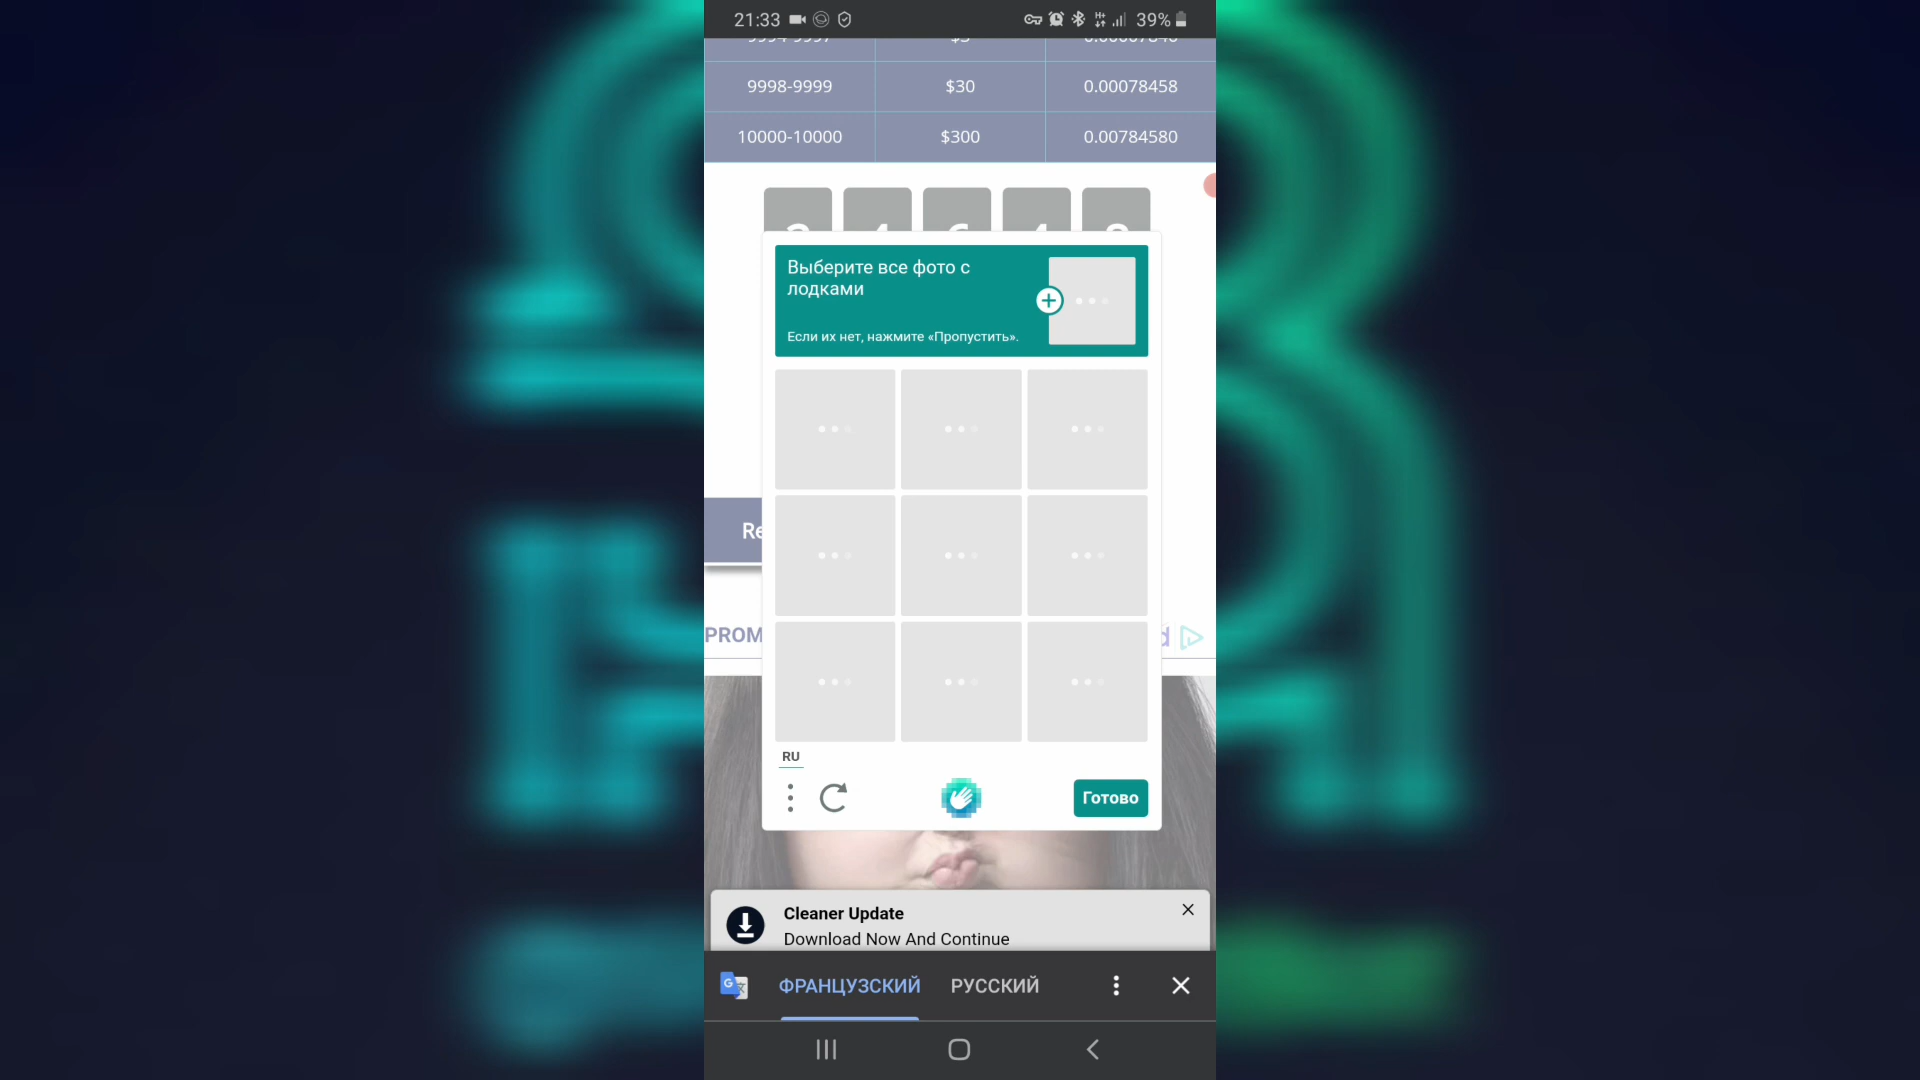 21:33
39%
9998-9999 $30 0.00078458
10000-10000 $300 0.00784580
Выберите все фото с
лодками
Если их нет, нажмите «Пропустить».
Re
PROM
d
RU
Готово
Cleaner Update
Download Now And Continue
ФРАНЦУЗСКИЙ РУССКИЙ